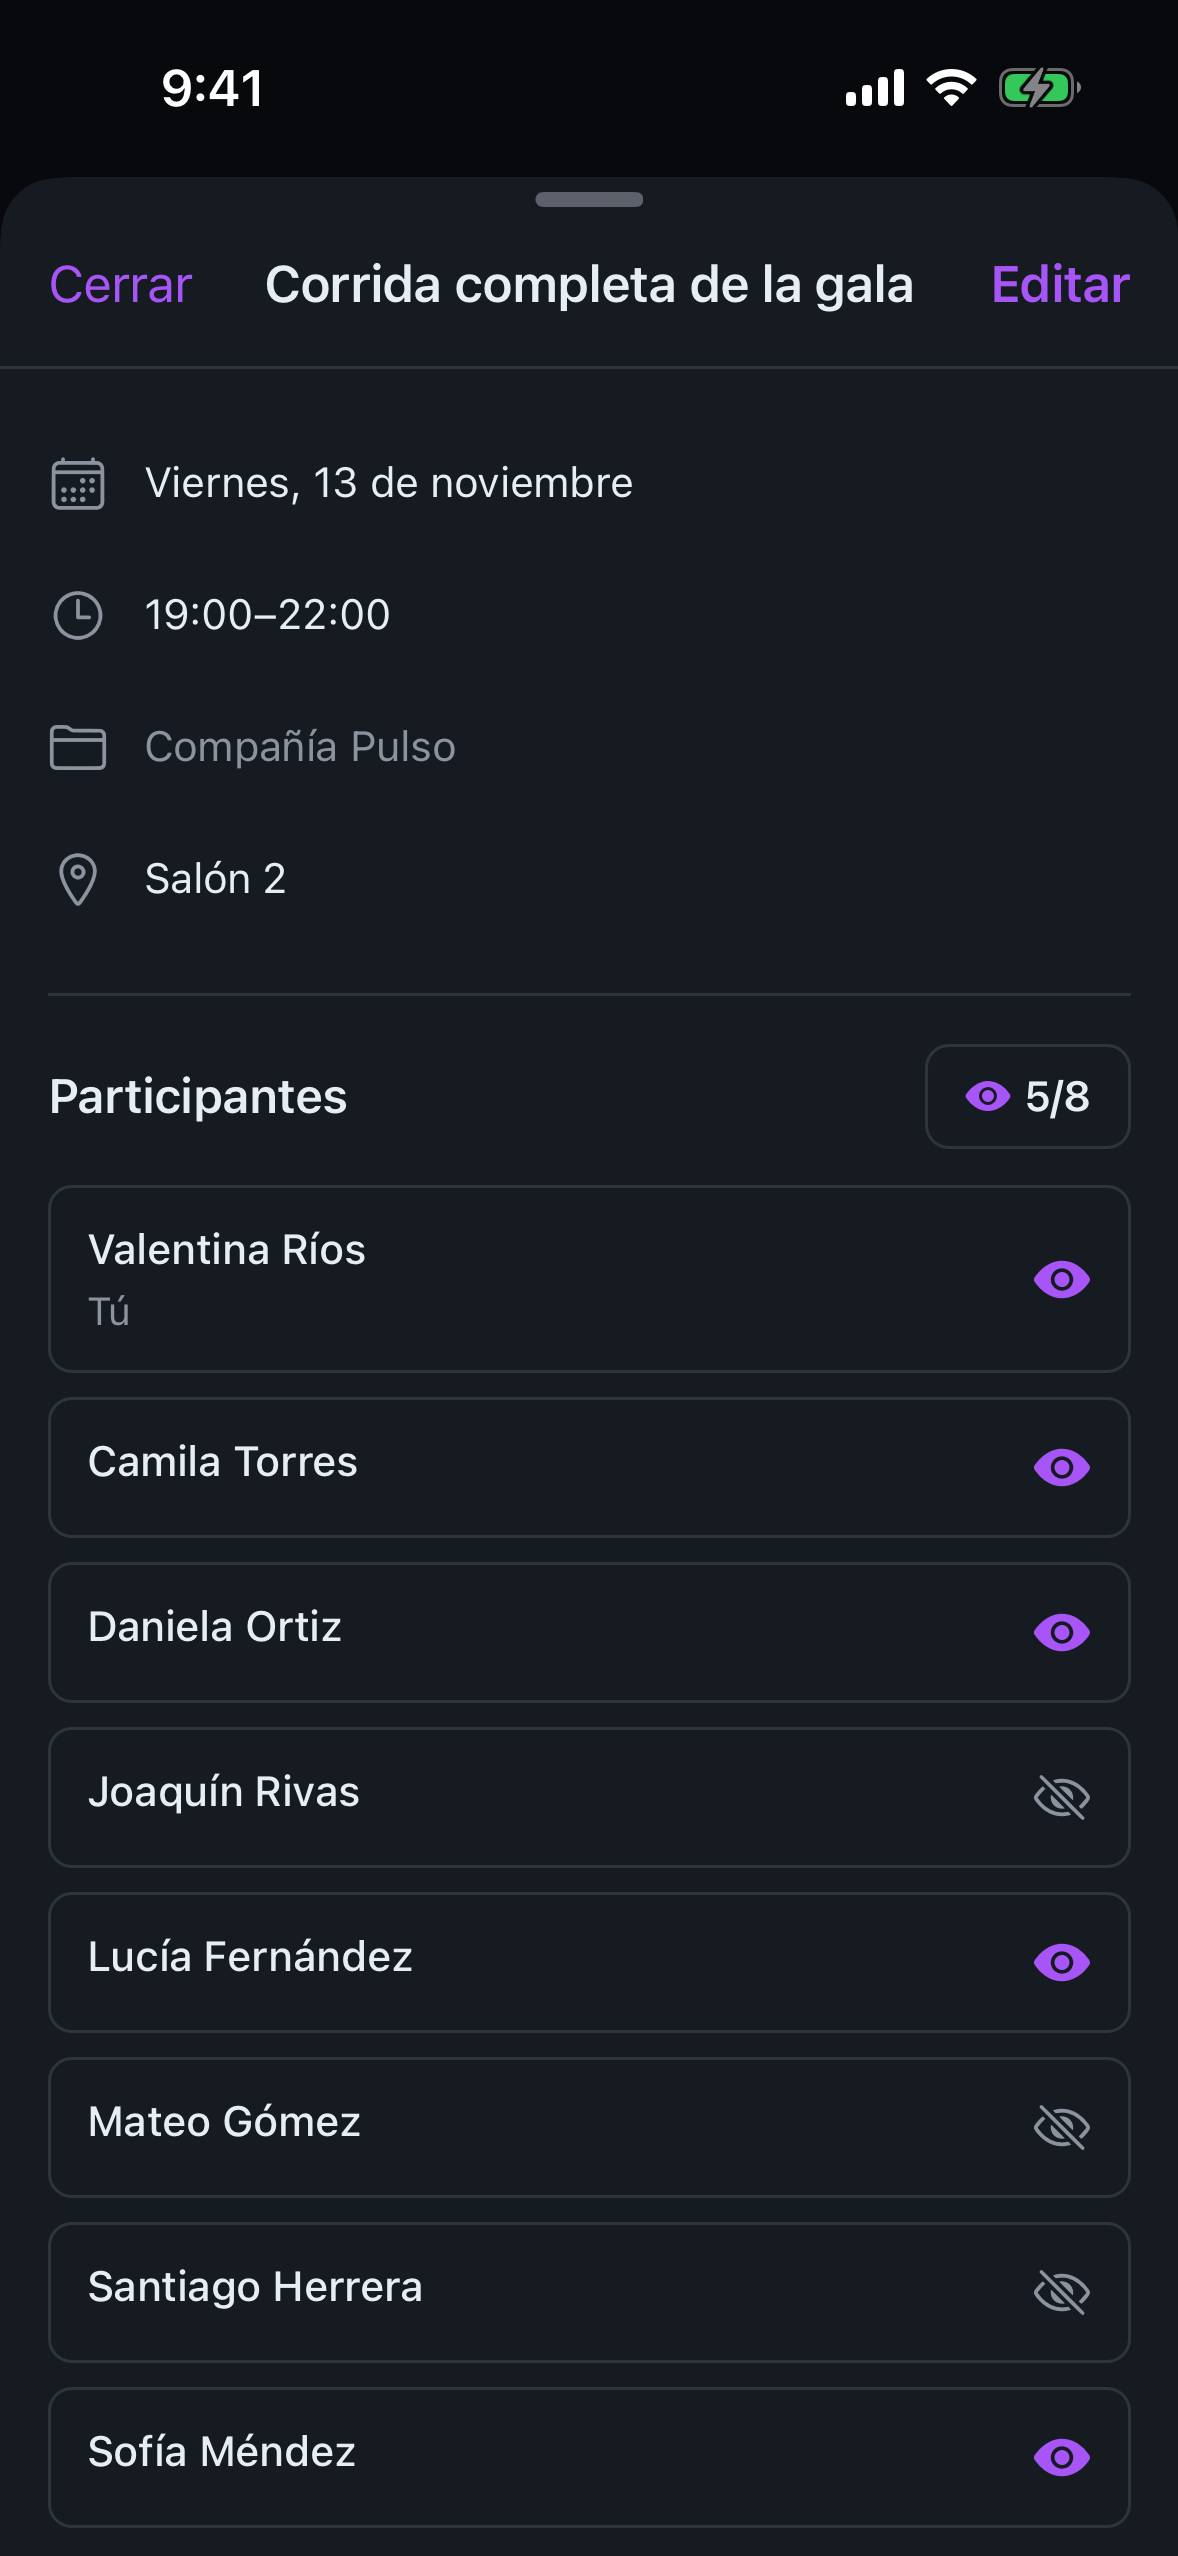 9:41
Cerrar
Corrida completa de la gala
Editar
Viernes, 13 de noviembre
19:00–22:00
Compañía Pulso
Salón 2
Participantes
5/8
Valentina Ríos
Tú
Camila Torres
Daniela Ortiz
Joaquín Rivas
Lucía Fernández
Mateo Gómez
Santiago Herrera
Sofía Méndez